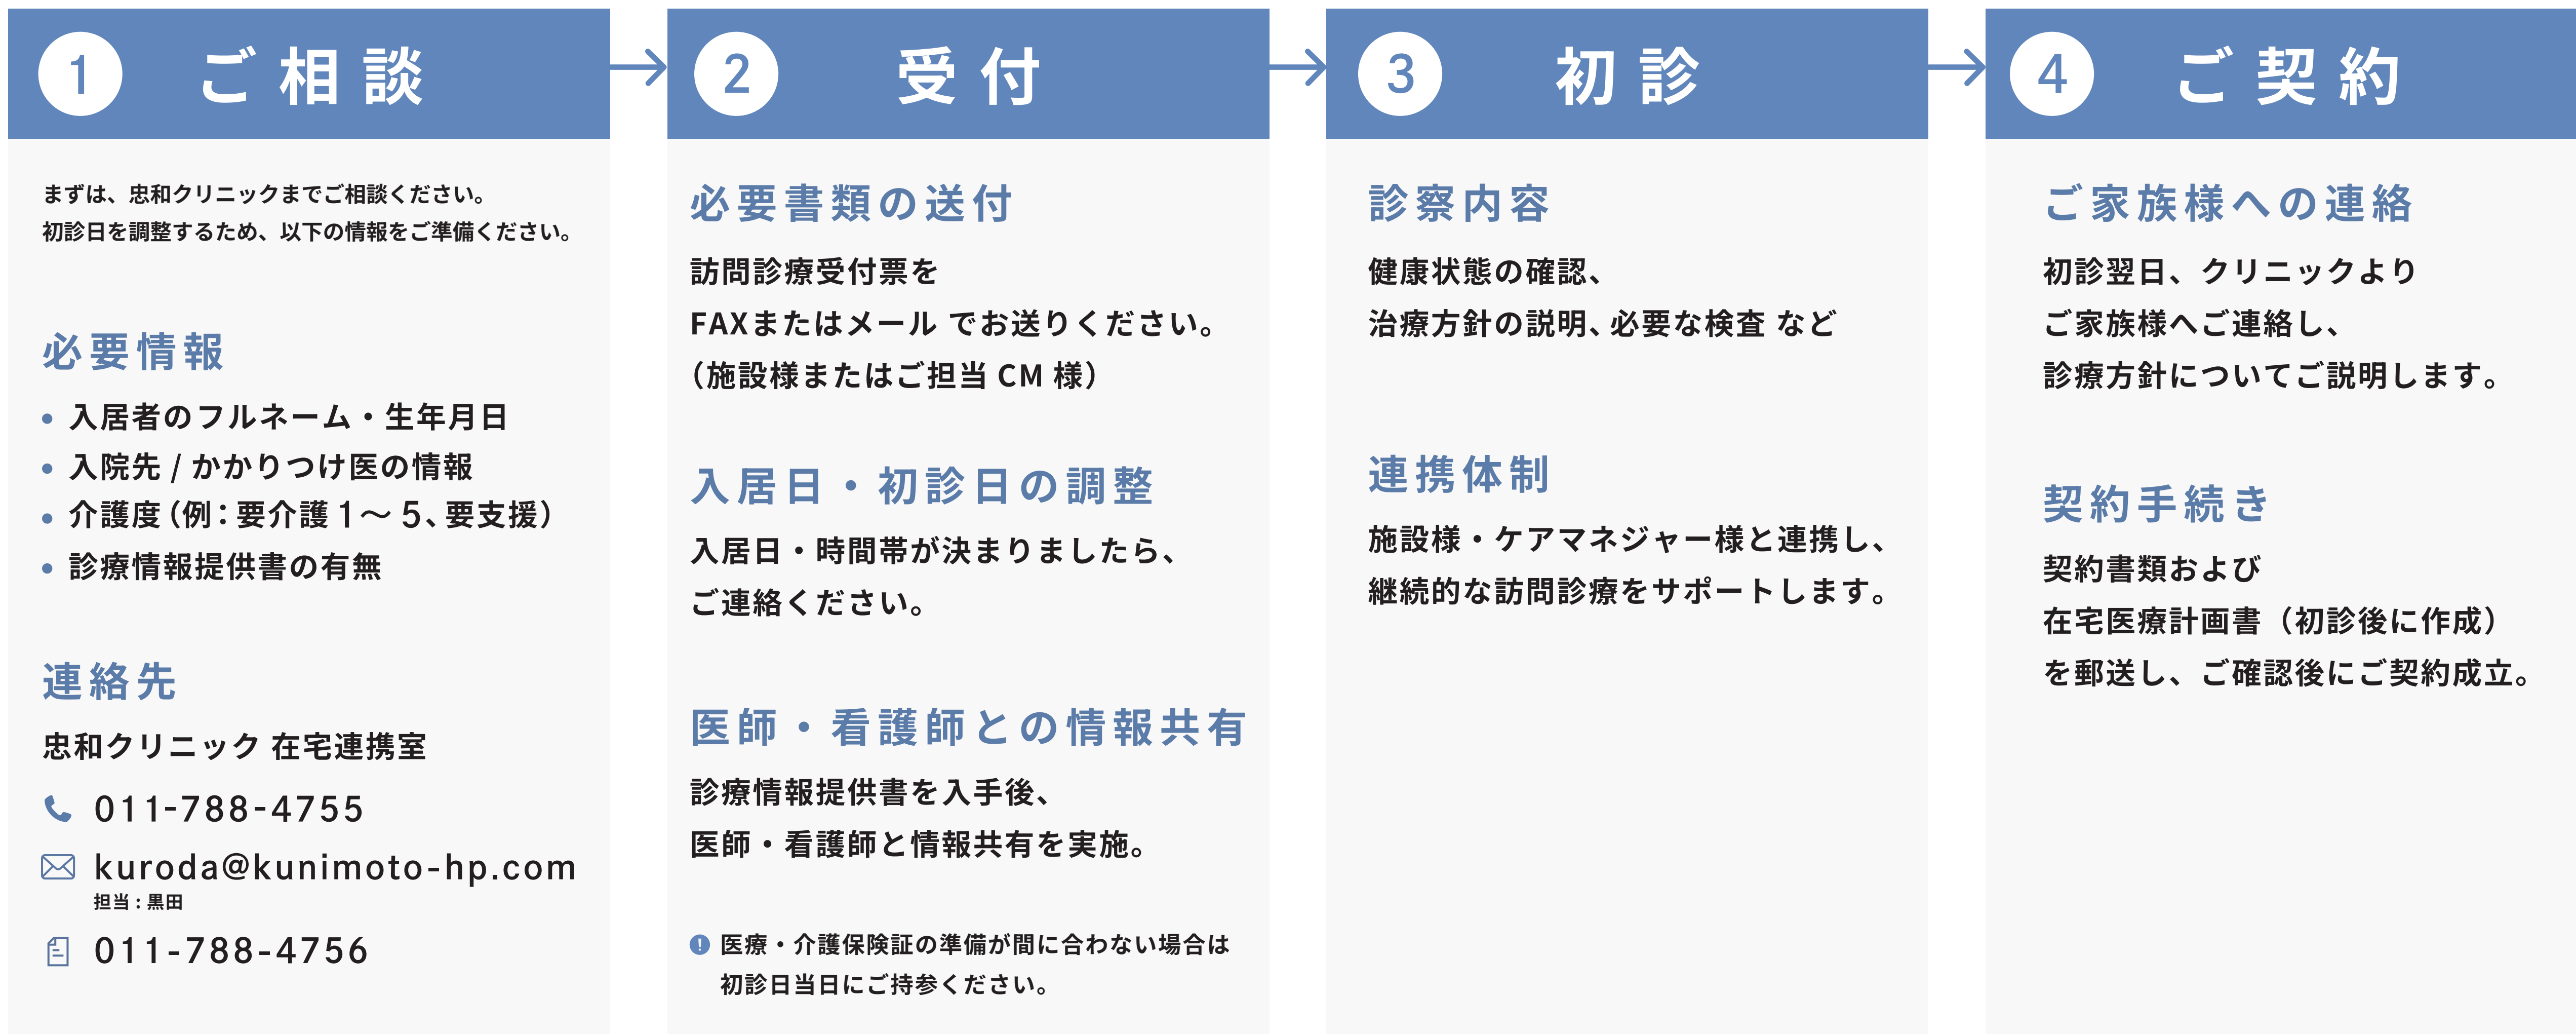 1 ご相談
まずは、忠和クリニックまでご相談ください。
初診日を調整するため、以下の情報をご準備ください。
必要情報
・入居者のフルネーム・生年月日
・入院先 / かかりつけ医の情報
・介護度（例：要介護 1～ 5、要支援）
・診療情報提供書の有無
連絡先
忠和クリニック 在宅連携室
011-788-4755
kuroda@kunimoto-hp.com
担当：黒田
011-788-4756
2 受付
必要書類の送付
訪問診療受付票を
FAXまたはメール でお送りください。
（施設様またはご担当 CM 様）
入居日・初診日の調整
入居日・時間帯が決まりましたら、
ご連絡ください。
医師・看護師との情報共有
診療情報提供書を入手後、
医師・看護師と情報共有を実施。
! 医療・介護保険証の準備が間に合わない場合は
初診日当日にご持参ください。
3 初診
診察内容
健康状態の確認、
治療方針の説明、必要な検査 など
連携体制
施設様・ケアマネジャー様と連携し、
継続的な訪問診療をサポートします。
4 ご契約
ご家族様への連絡
初診翌日、クリニックより
ご家族様へご連絡し、
診療方針についてご説明します。
契約手続き
契約書類および
在宅医療計画書（初診後に作成）
を郵送し、ご確認後にご契約成立。